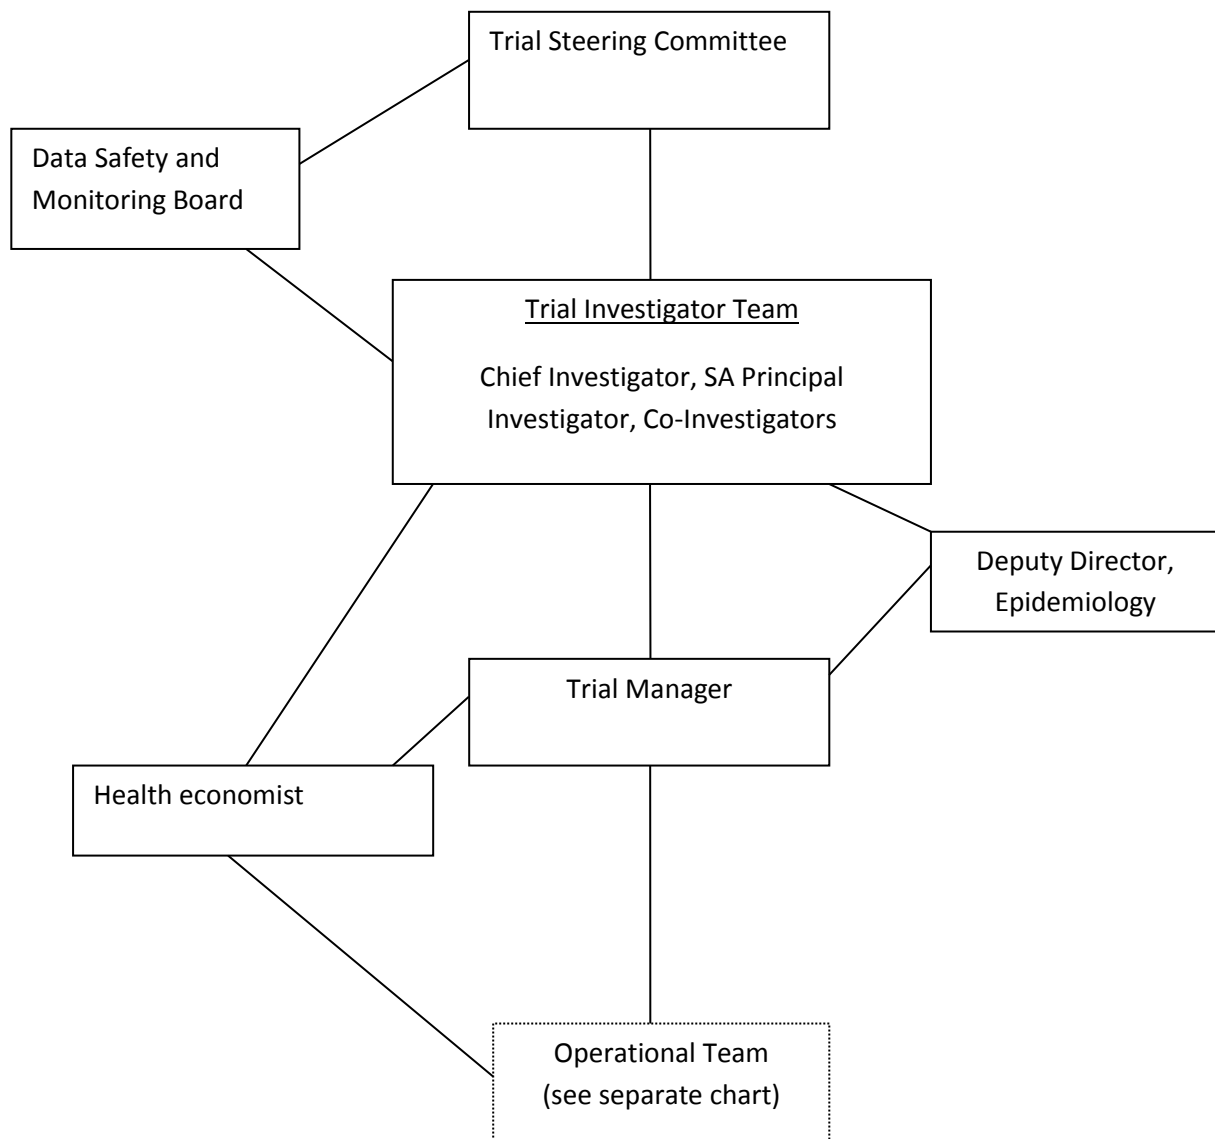 Trial Steering Committee
Data Safety and
Monitoring Board
Trial Investigator Team
Chief Investigator, SA Principal
Investigator, Co-Investigators
Deputy Director,
Epidemiology
Trial Manager
Health economist
Operational Team
(see separate chart)